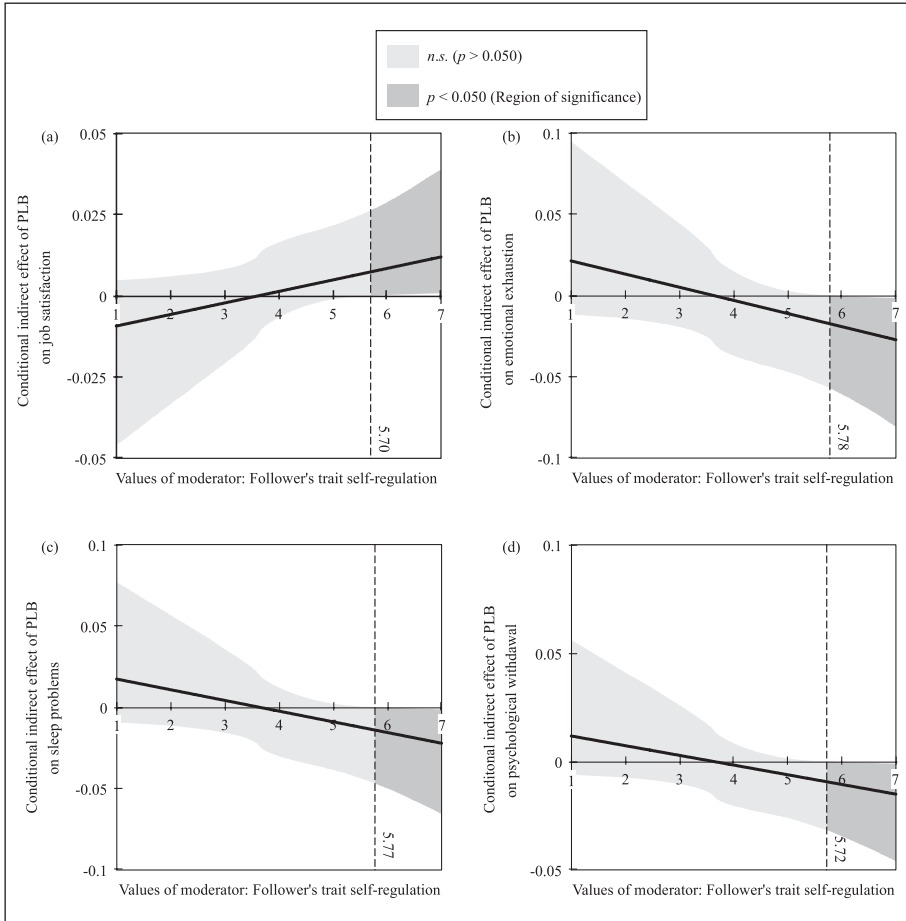 n.s. (p > 0.050)
p < 0.050 (Region of significance)
(a)
Conditional indirect effect of PLB
on job satisfaction
0.05
0.025
0
-0.025
-0.05
1 2 3 4 5 6 7
5.70
Values of moderator: Follower's trait self-regulation
(b)
Conditional indirect effect of PLB
on emotional exhaustion
0.1
0.05
0
-0.05
-0.1
1 2 3 4 5 6 7
5.78
Values of moderator: Follower's trait self-regulation
(c)
Conditional indirect effect of PLB
on sleep problems
0.1
0.05
0
-0.05
-0.1
1 2 3 4 5 6 7
5.77
Values of moderator: Follower's trait self-regulation
(d)
Conditonal indirect effect of PLB
on psychological withdawal
0.1
0.05
0
-0.05
1 2 3 4 5 6 7
5.72
Values of moderator: Follower's trait self-regulation